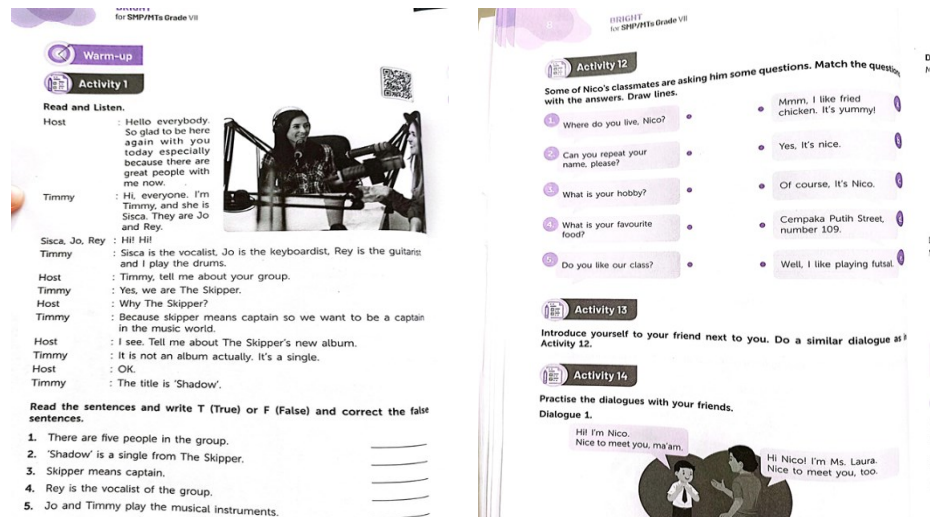 BRIGHT
for SMP/MTs Grade VII
Warm-up
Activity 1
Read and Listen.
Host : Hello everybody.
So glad to be here
again with you
today especially
because there are
great people with
me now.
Timmy : Hi, everyone. I'm
Timmy, and she is
Sisca. They are Jo
and Rey.
Sisca, Jo, Rey : Hi! Hi!
Timmy : Sisca is the vocalist, Jo is the keyboardist, Rey is the guitarist
and I play the drums.
Host : Timmy, tell me about your group.
Timmy : Yes, we are The Skipper.
Host : Why The Skipper?
Timmy : Because skipper means captain so we want to be a captain
in the music world.
Host : I see. Tell me about The Skipper's new album.
Timmy : It is not an album actually. It's a single.
Host : OK.
Timmy : The title is 'Shadow'.
Read the sentences and write T (True) or F (False) and correct the false
sentences.
1. There are five people in the group.
2. 'Shadow' is a single from The Skipper.
3. Skipper means captain.
4. Rey is the vocalist of the group.
5. Jo and Timmy play the musical instruments.
8
BRIGHT
for SMP/MTs Grade VII
Activity 12
Some of Nico's classmates are asking him some questions. Match the question
with the answers. Draw lines.
1. Where do you live, Nico?
2. Can you repeat your
name, please?
3. What is your hobby?
4. What is your favourite
food?
5. Do you like our class?
Mmm, I like fried
chicken. It's yummy!
Yes, It's nice.
Of course, It's Nico.
Cempaka Putih Street,
number 109.
Well, I like playing futsal.
Activity 13
Introduce yourself to your friend next to you. Do a similar dialogue as
Activity 12.
Activity 14
Practise the dialogues with your friends.
Dialogue 1.
Hi! I'm Nico.
Nice to meet you, ma'am.
Hi Nico! I'm Ms. Laura.
Nice to meet you, too.